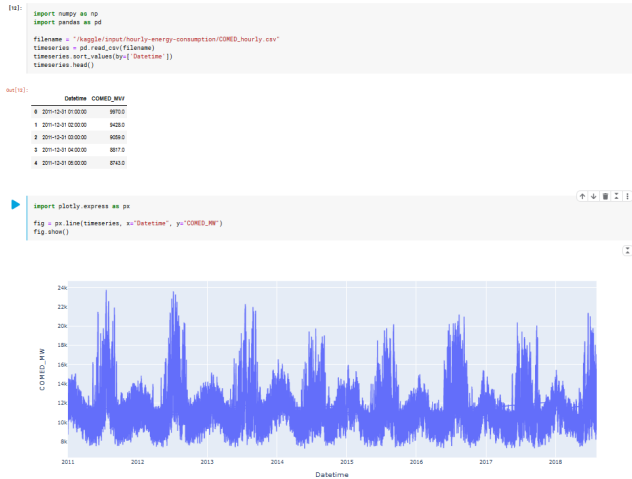 [12]:
import numpy as np
import pandas as pd
filename = "/kaggle/input/hourly-energy-consumption/COMED_hourly.csv"
timeseries = pd.read_csv(filename)
timeseries.sort_values(by=['Datetime'])
timeseries.head()
Out[12]:
Datetime COMED_MW
0 2011-12-31 01:00:00 9970.0
1 2011-12-31 02:00:00 9428.0
2 2011-12-31 03:00:00 9059.0
3 2011-12-31 04:00:00 8817.0
4 2011-12-31 05:00:00 8743.0
import plotly.express as px
fig = px.line(timeseries, x="Datetime", y="COMED_MW")
fig.show()
24k
22k
20k
18k
16k
14k
12k
10k
8k
COMED_MW
2011 2012 2013 2014 2015 2016 2017 2018
Datetime